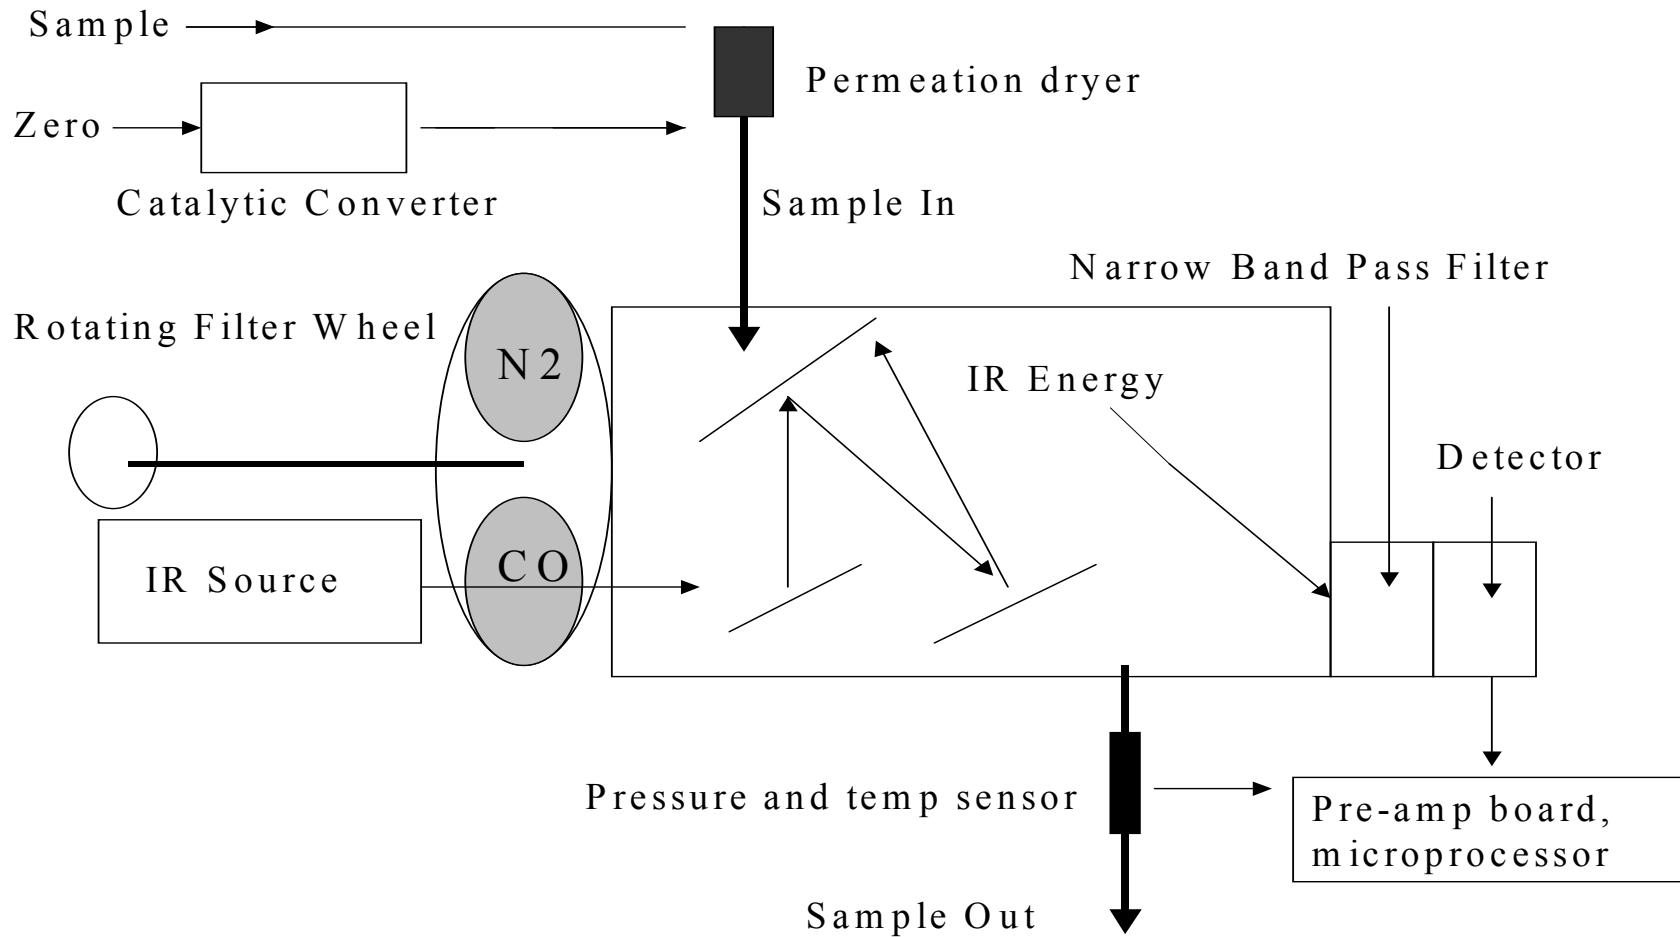 Sample
Permeation dryer
Zero
Catalytic Converter
Sample In
Narrow Band Pass Filter
Rotating Filter Wheel
N2
IR Energy
Detector
CO
IR Source
Pressure and temp sensor
Pre-amp board,
microprocessor
Sample Out